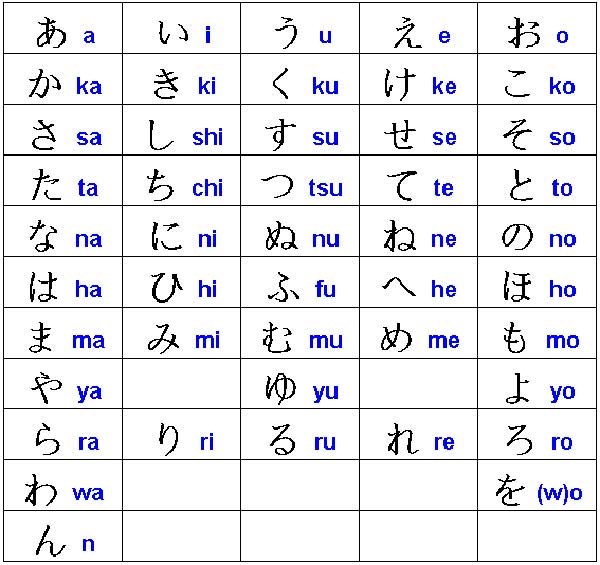 あ a い i う u え e お o
か ka き ki く ku け ke こ ko
さ sa し shi す su せ se そ so
た ta ち chi つ tsu て te と to
な na に ni ぬ nu ね ne の no
は ha ひ hi ふ fu へ he ほ ho
ま ma み mi む mu め me も mo
や ya ゆ yu よ yo
ら ra り ri る ru れ re ろ ro
わ wa を (w)o
ん n